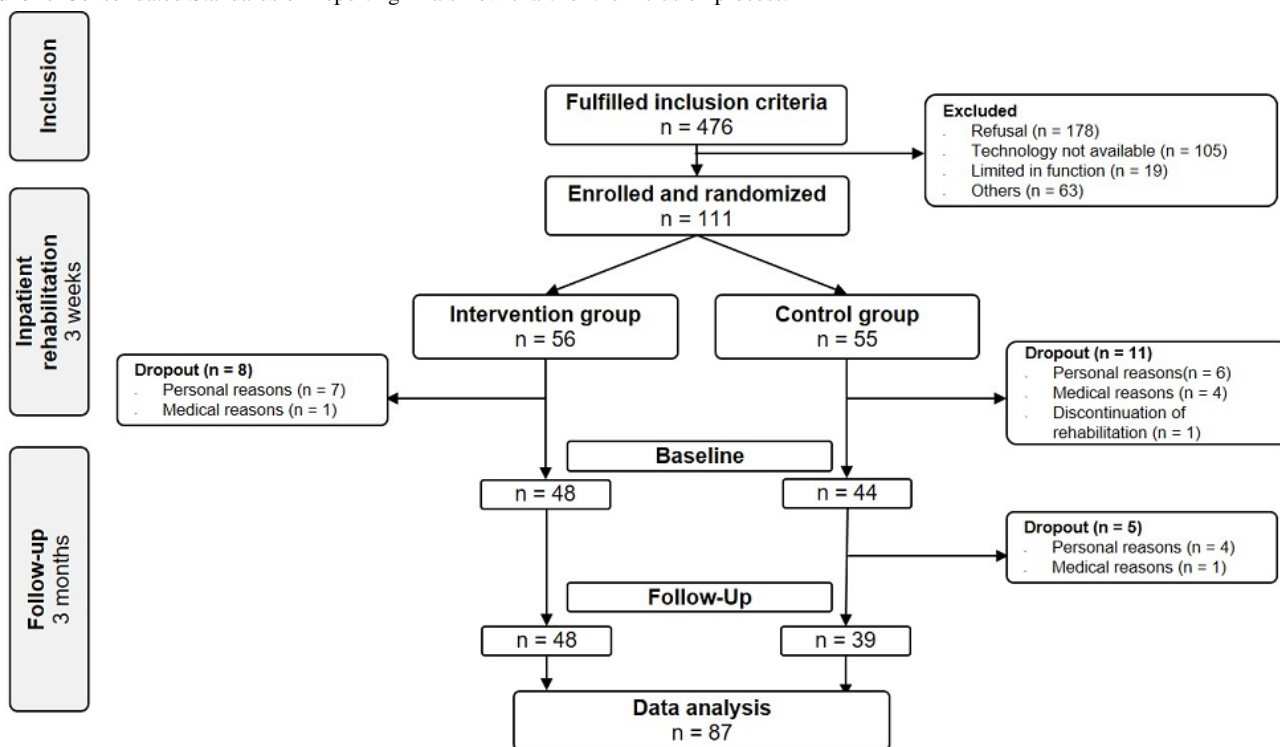 Inclusion
Fulfilled inclusion criteria
n = 476
Excluded
. Refusal (n = 178)
. Technology not available (n = 105)
. Limited in function (n = 19)
. Others (n = 63)
Enrolled and randomized
n = 111
Inpatient
rehabilitation
3 weeks
Intervention group
n = 56
Control group
n = 55
Dropout (n = 8)
. Personal reasons (n = 7)
. Medical reasons (n = 1)
Dropout (n = 11)
. Personal reasons(n = 6)
. Medical reasons (n = 4)
. Discontinuation of
rehabilitation (n = 1)
Baseline
n = 48
n = 44
Follow-up
3 months
Dropout (n = 5)
. Personal reasons (n = 4)
. Medical reasons (n = 1)
Follow-Up
n = 48
n = 39
Data analysis
n = 87